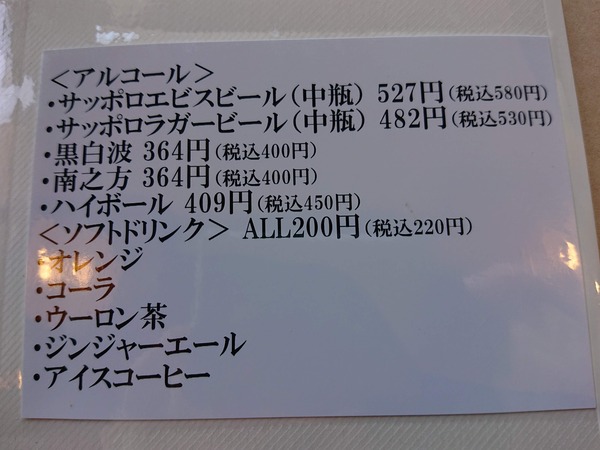 ＜アルコール＞
・サッポロエビスビール（中瓶） 527円（税込580円）
・サッポロラガービール（中瓶） 482円（税込530円）
・黒白波 364円（税込400円）
・南之方 364円（税込400円）
・ハイボール 409円（税込450円）
＜ソフトドリンク＞ ALL200円（税込220円）
・オレンジ
・コーラ
・ウーロン茶
・ジンジャーエール
・アイスコーヒー